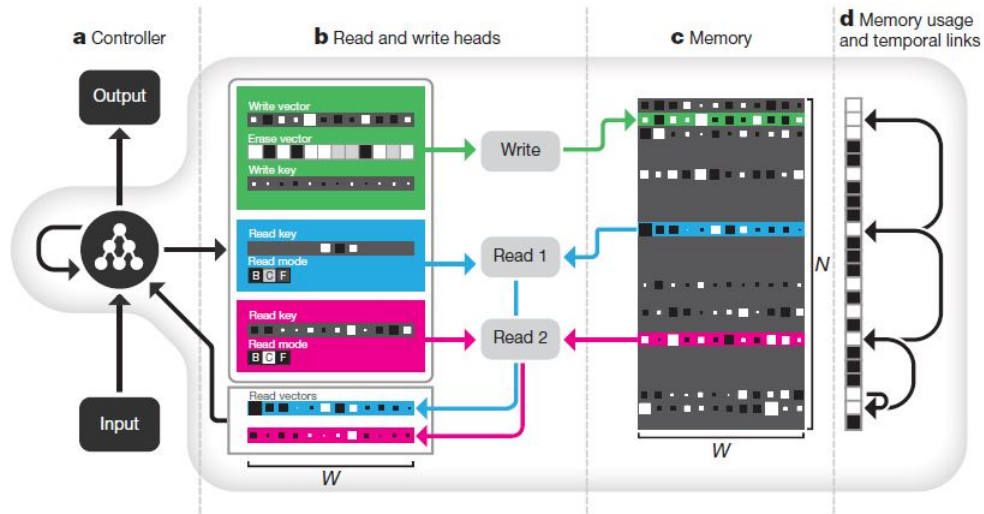 a Controller
b Read and write heads
c Memory
d Memory usage
and temporal links
Output
Input
Write vector
Erase vector
Write key
Read key
Read mode
B C F
Read key
Read mode
B C F
Read vectors
W
Write
Read 1
Read 2
N
W